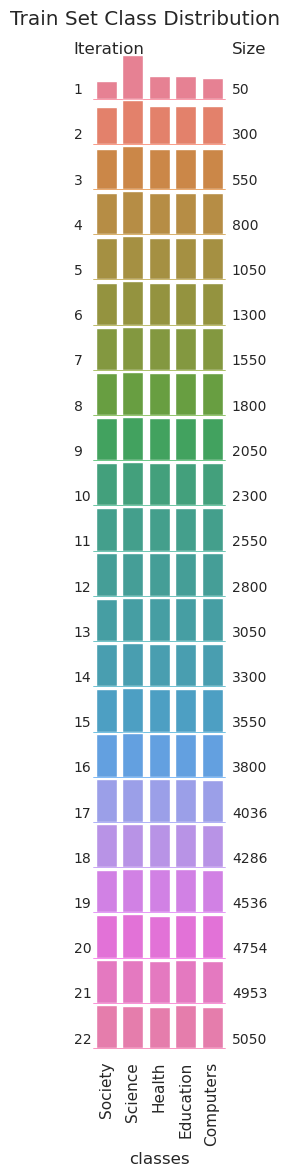 Train Set Class Distribution
Iteration Size
1 50
2 300
3 550
4 800
5 1050
6 1300
7 1550
8 1800
9 2050
10 2300
11 2550
12 2800
13 3050
14 3300
15 3550
16 3800
17 4036
18 4286
19 4536
20 4754
21 4953
22 5050
Society
Science
Health
Education
Computers
classes